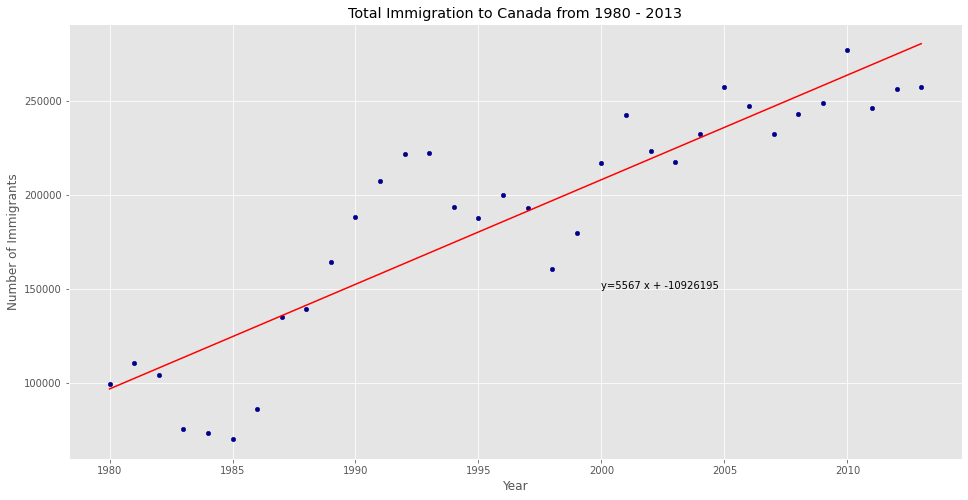 Total Immigration to Canada from 1980 - 2013
Number of Immigrants
250000
200000
150000
100000
y=5567 x + -10926195
1980 1985 1990 1995 2000 2005 2010
Year